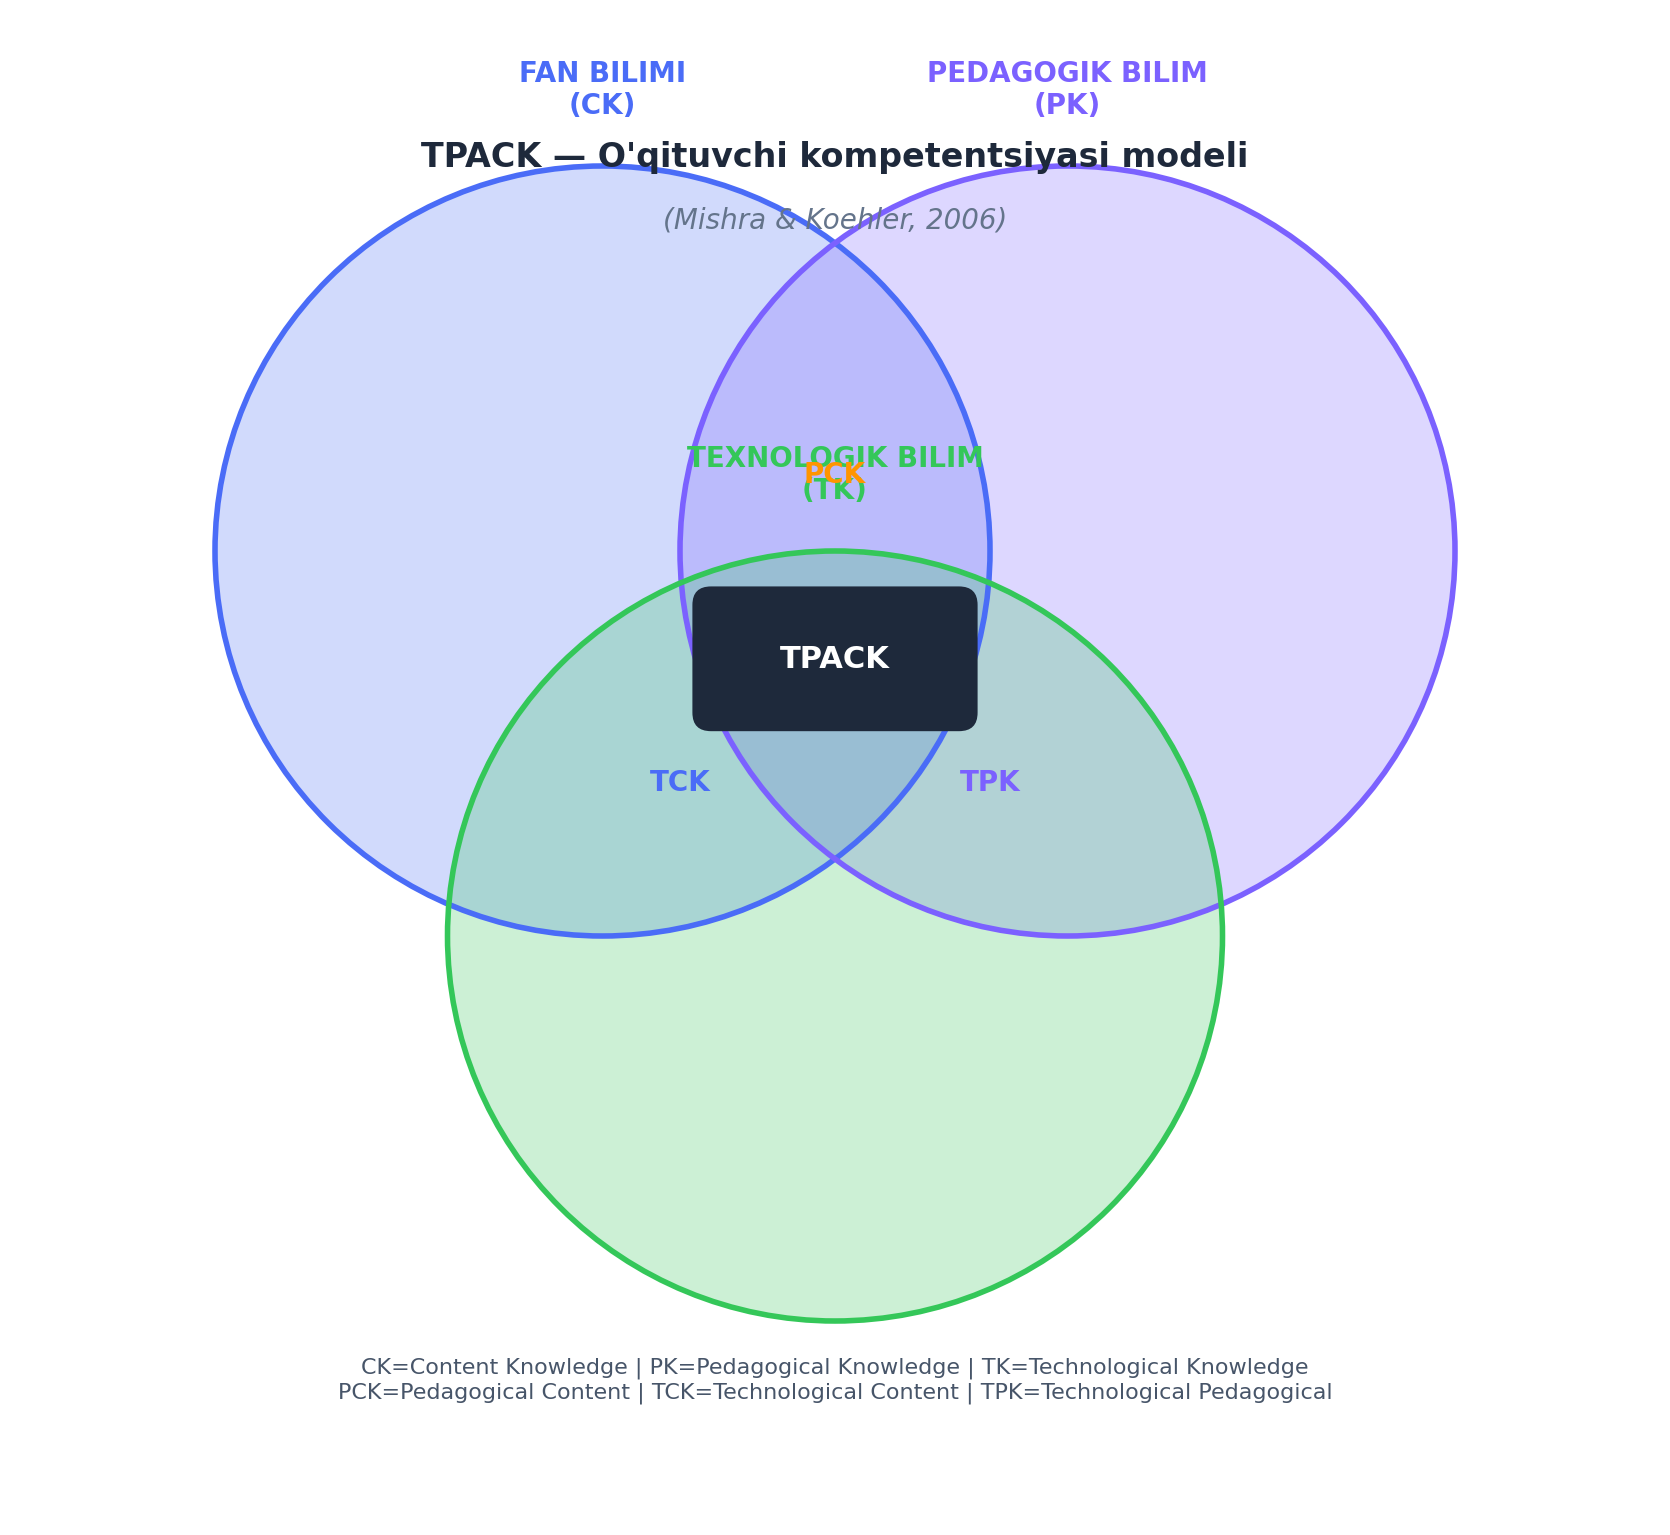 FAN BILIMI
(CK)
PEDAGOGIK BILIM
(PK)
TPACK — O'qituvchi kompetentsiyasi modeli
(Mishra & Koehler, 2006)
TEXNOLOGIK BILIM
(TK)
PCK
TPACK
TCK
TPK
CK=Content Knowledge | PK=Pedagogical Knowledge | TK=Technological Knowledge
PCK=Pedagogical Content | TCK=Technological Content | TPK=Technological Pedagogical